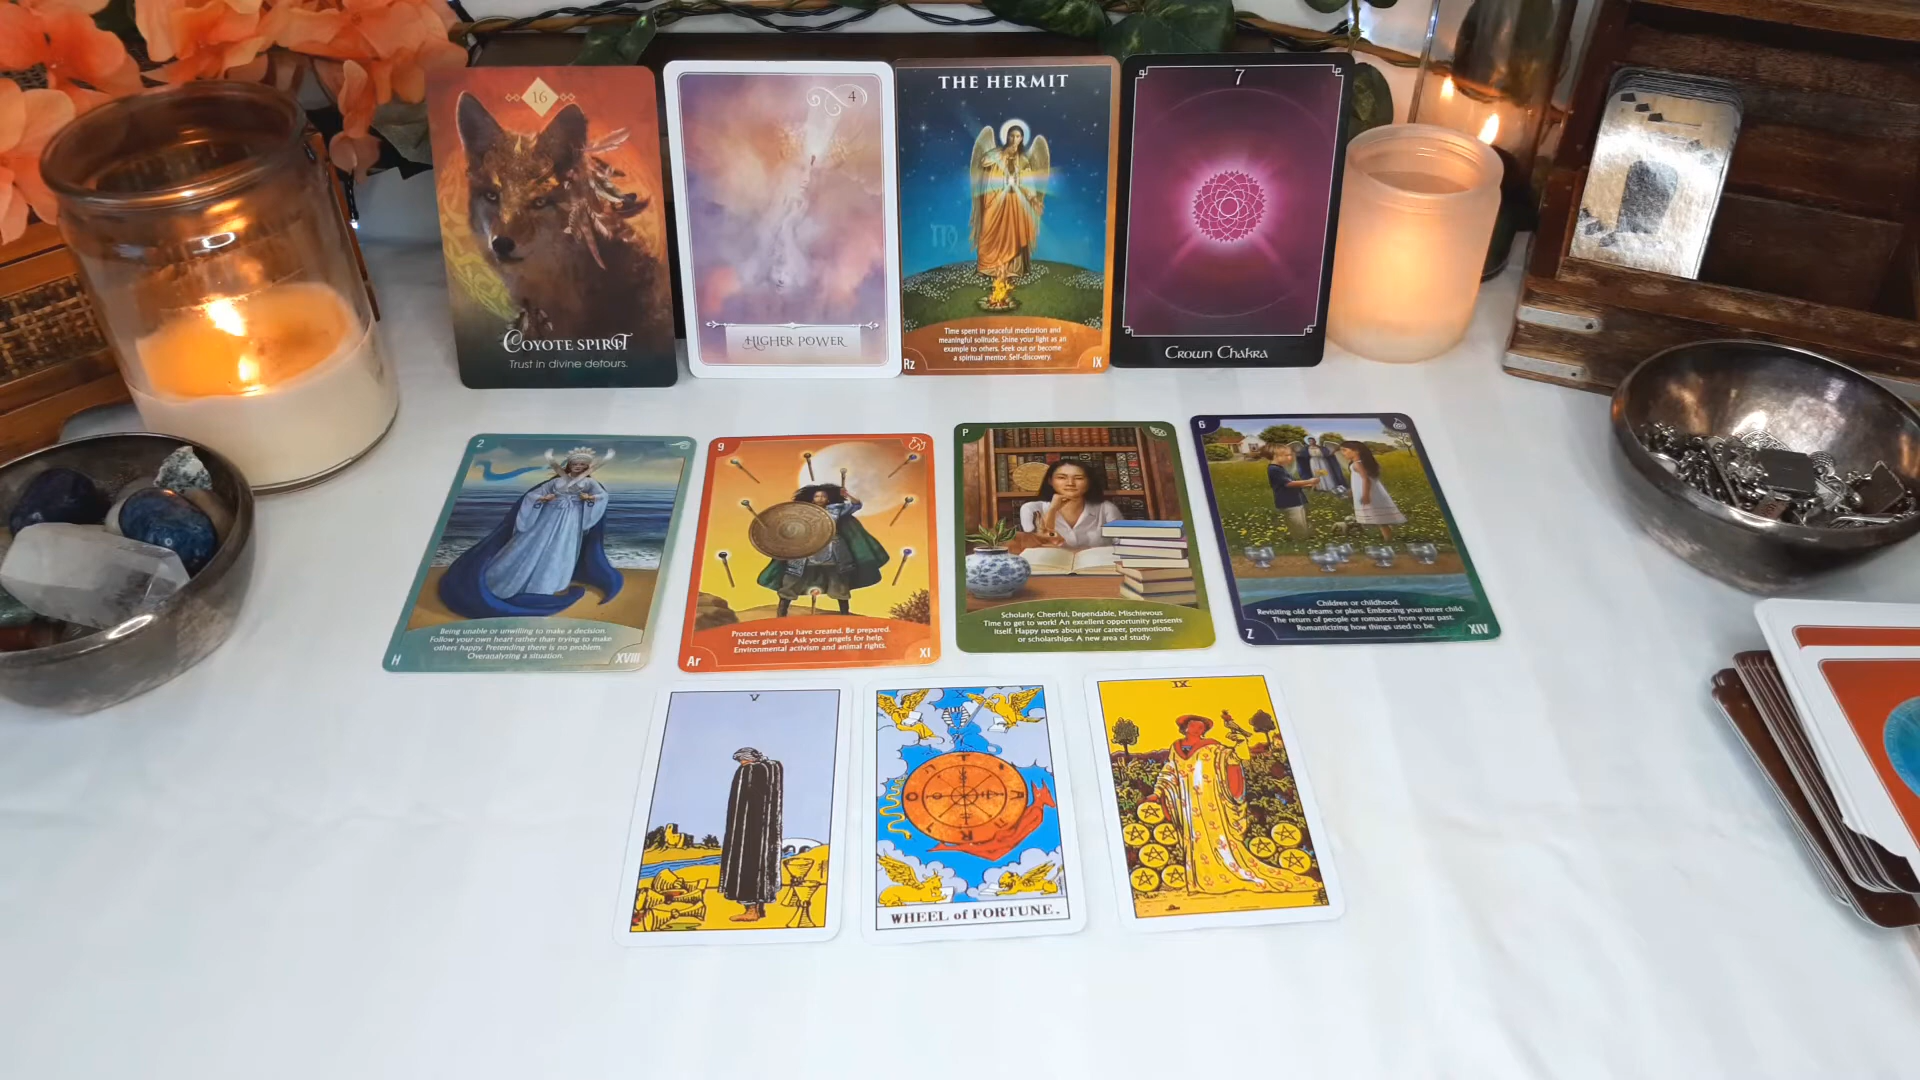 16
COYOTE SPIRIT
Trust in divine detours.
4
HIGHER POWER
THE HERMIT
Time spent in peaceful meditation and
meaningful solitude. Shine your light as an
example to others. Seek out or become
a spiritual mentor. Self-discovery.
Rz
IX
7
Crown Chakra
2
Being unable or unwilling to make a decision.
Follow your own heart rather than trying to make
others happy. Pretending there is no problem.
Overanalyzing a situation.
H
XVIII
9
Protect what you have created. Be prepared.
Never give up. Ask your angels for help.
Environmental activism and animal rights.
Ar
XI
P
Scholarly, Cheerful, Dependable, Mischievous
Time to get to work! An excellent opportunity presents
itself. Happy news about your career, promotions,
or scholarships. A new area of study.
6
Children or childhood.
Revisiting old dreams or plans. Embracing your inner child.
The return of people or romances from your past.
Romanticizing how things used to be.
Z
XIV
V
X
WHEEL of FORTUNE.
IX